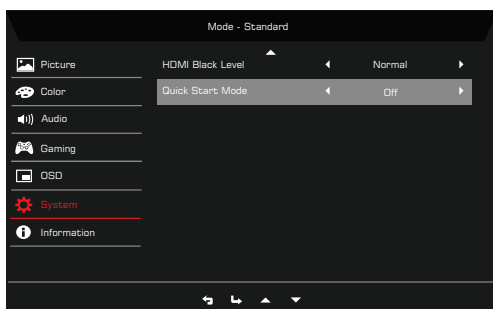 Mode - Standard
Picture
HDMI Black Level Normal
Color
Quick Start Mode Off
Audio
Gaming
OSD
System
Information